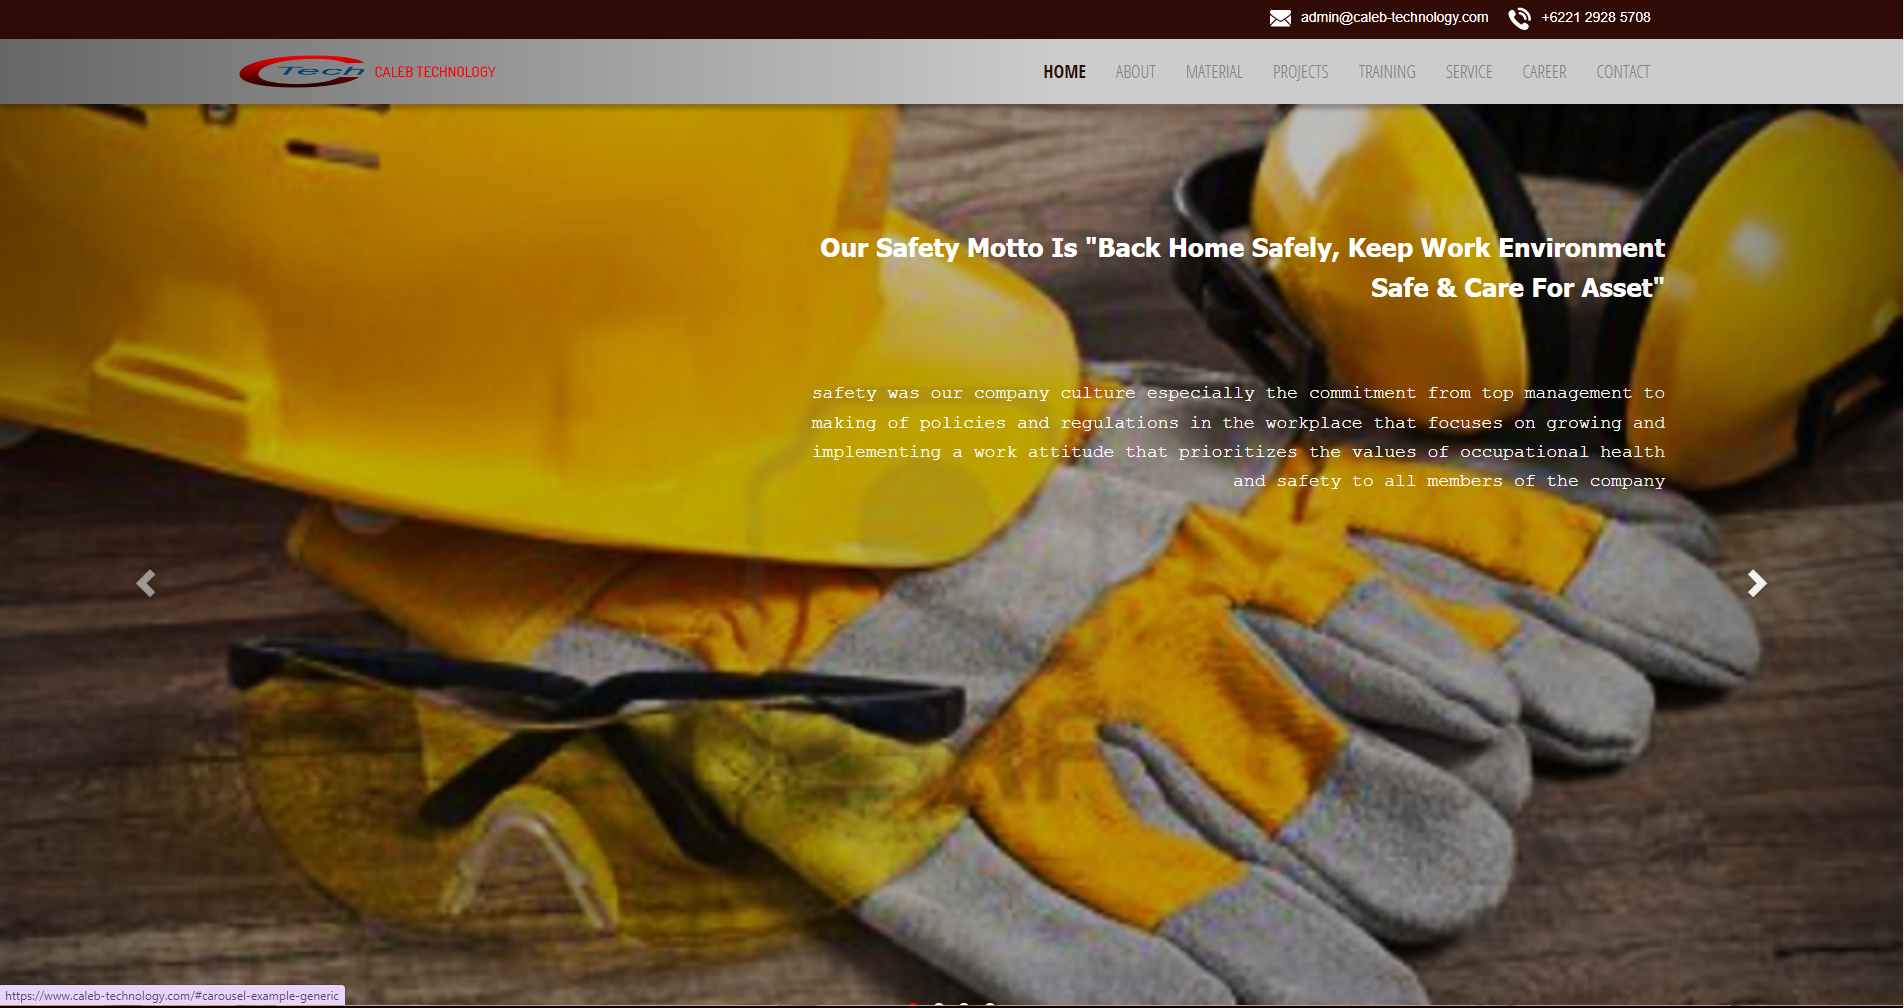 admin@caleb-technology.com +6221 2928 5708
Tech CALEB TECHNOLOGY
HOME ABOUT MATERIAL PROJECTS TRAINING SERVICE CAREER CONTACT
Our Safety Motto Is "Back Home Safely, Keep Work Environment
Safe & Care For Asset"
safety was our company culture especially the commitment from top management to
making of policies and regulations in the workplace that focuses on growing and
implementing a work attitude that prioritizes the values of occupational health
and safety to all members of the company
https://www.caleb-technology.com/#carousel-example-generic